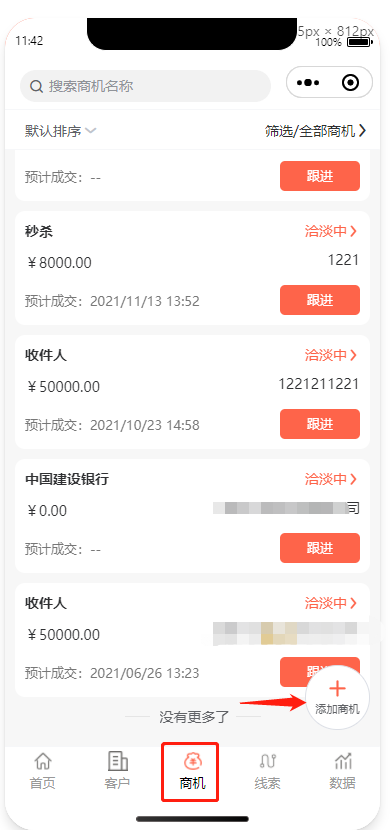 5px × 812px
11:42
100%
搜索商机名称
默认排序
筛选/全部商机
预计成交: --
跟进
秒杀
洽淡中
￥8000.00
1221
预计成交: 2021/11/13 13:52
跟进
收件人
洽淡中
￥50000.00
1221211221
预计成交: 2021/10/23 14:58
跟进
中国建设银行
洽淡中
￥0.00
司
预计成交: --
跟进
收件人
洽淡中
￥50000.00
预计成交: 2021/06/26 13:23
添加商机
没有更多了
首页
客户
商机
线索
数据